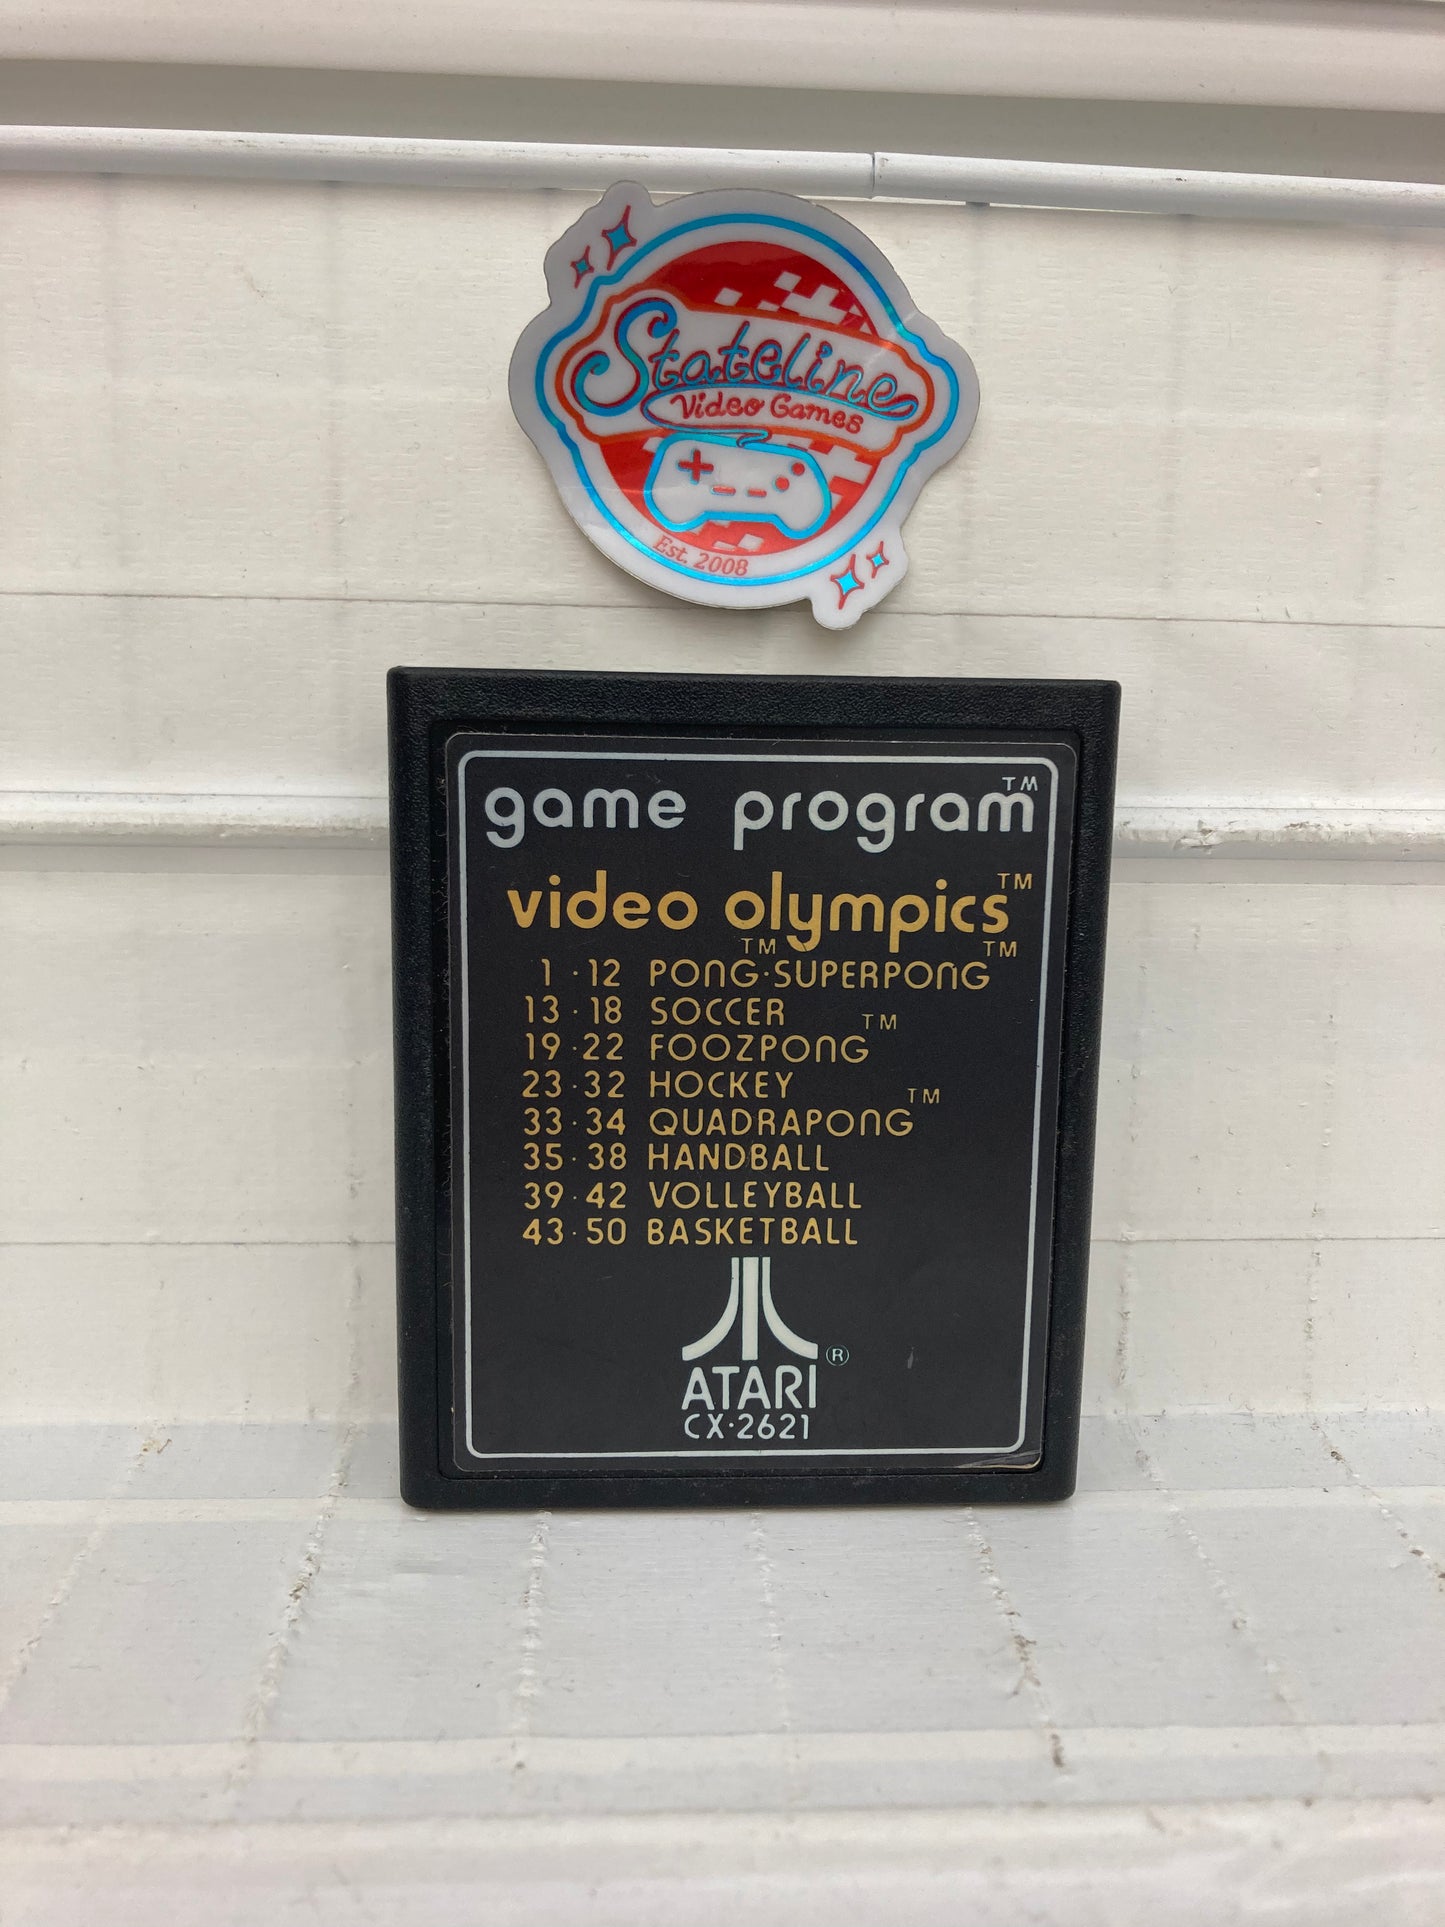 Stateline
Video Games
Est. 2008
game program™
video olympics™
1·12 PONG™·SUPERPONG™
13·18 SOCCER
19·22 FOOZPONG™
23·32 HOCKEY
33·34 QUADRAPONG™
35·38 HANDBALL
39·42 VOLLEYBALL
43·50 BASKETBALL
ATARI®
CX·2621